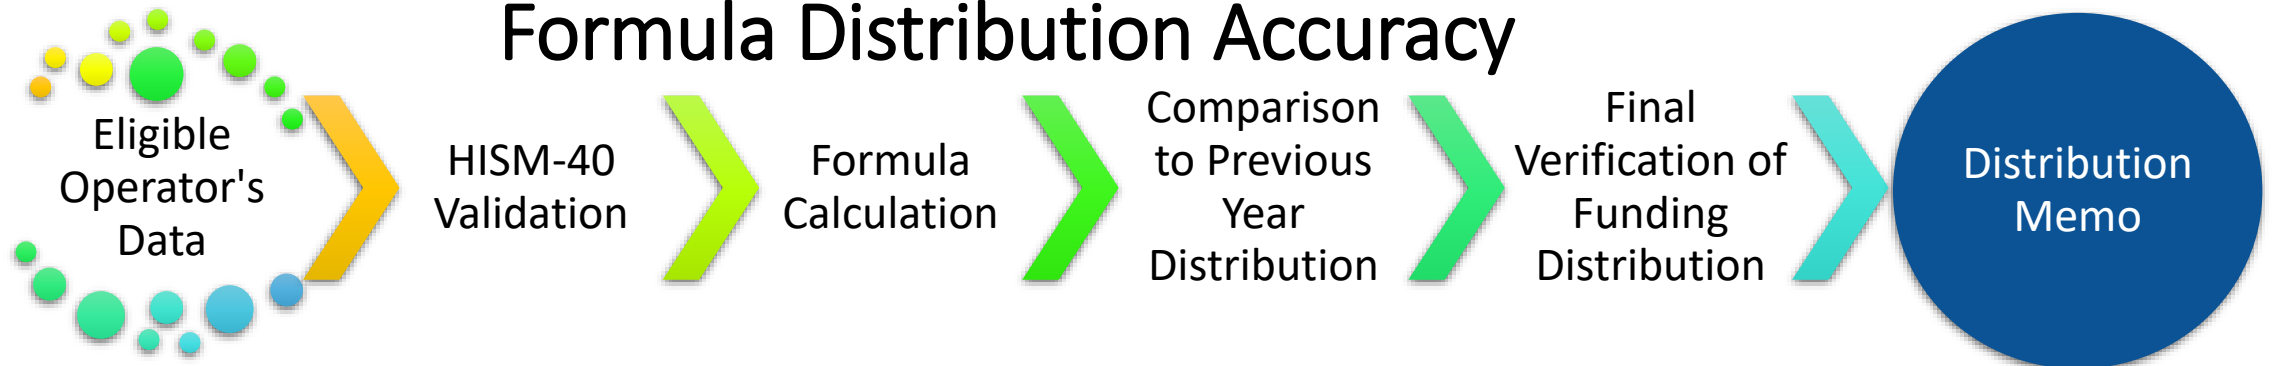 Formula Distribution Accuracy
Eligible
Operator's
Data
HISM-40
Validation
Formula
Calculation
Comparison
to Previous
Year
Distribution
Final
Verification of
Funding
Distribution
Distribution
Memo